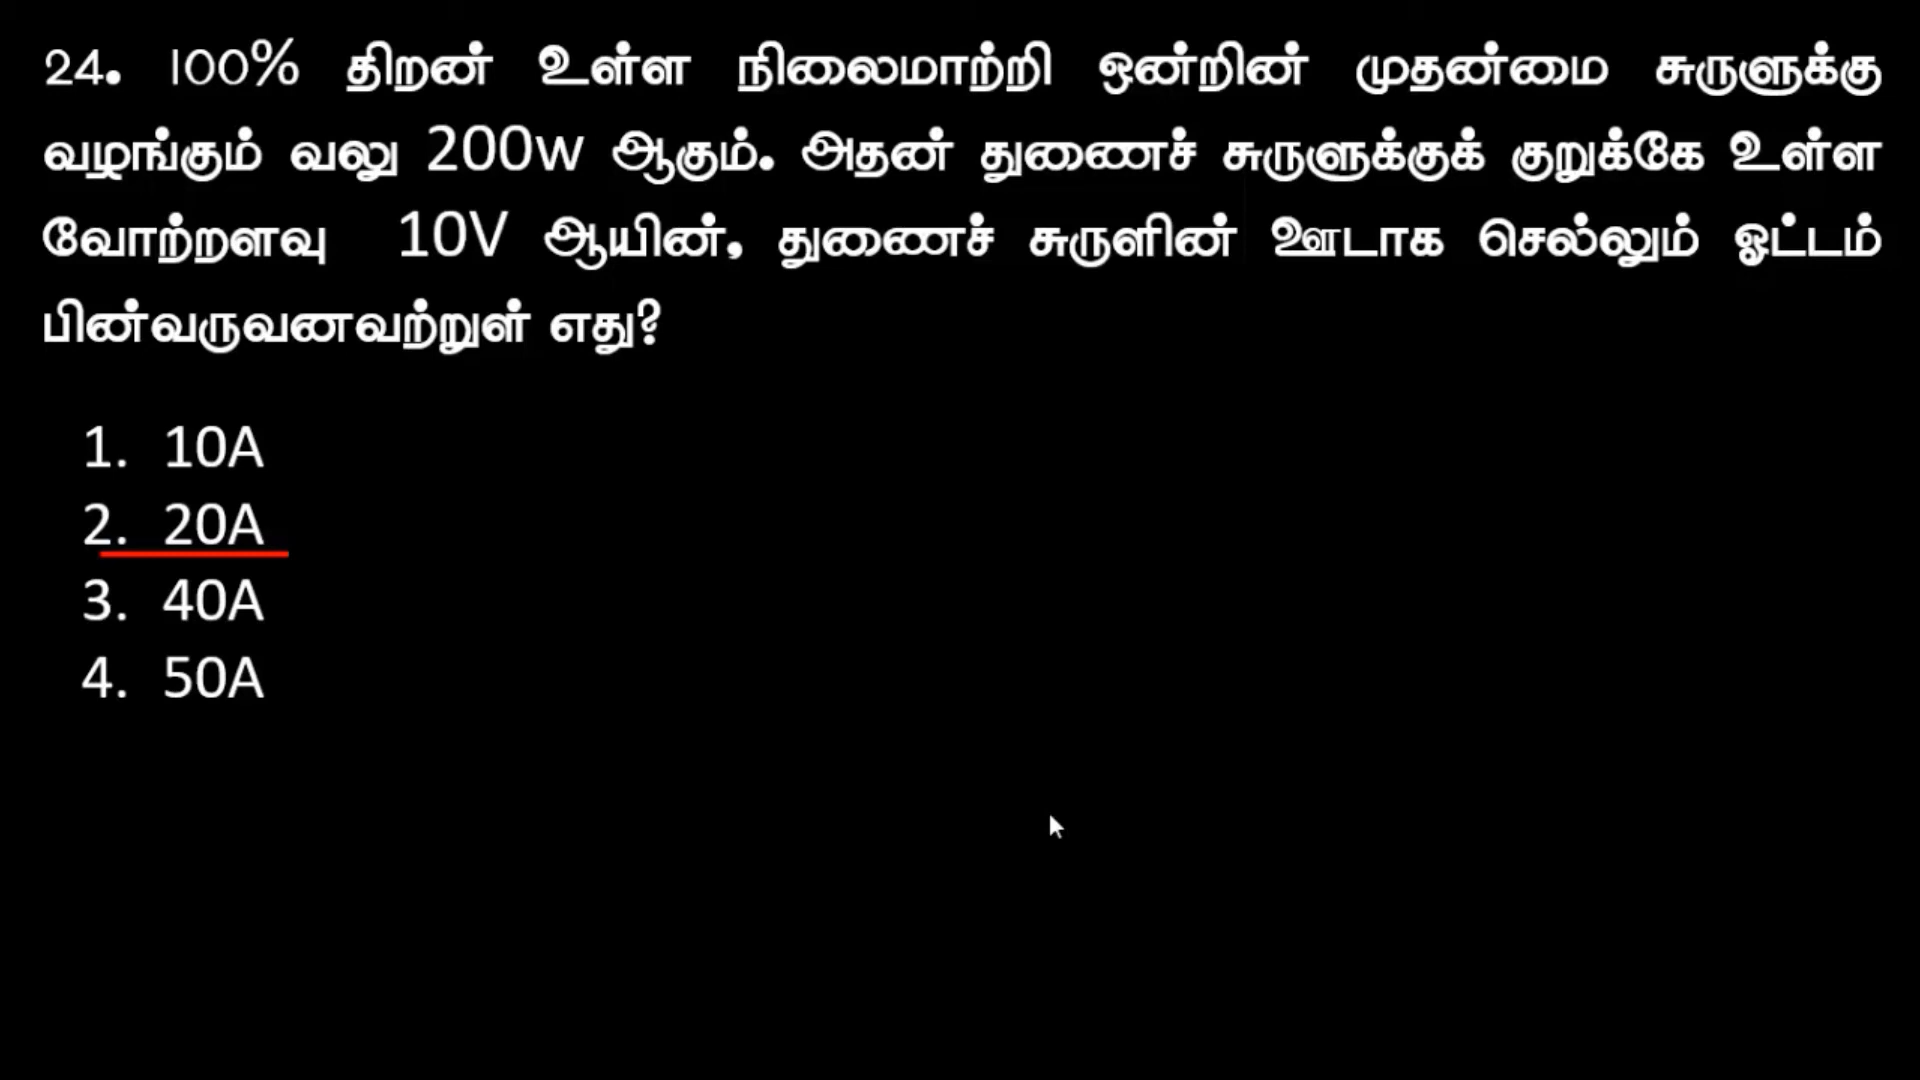 24. 100% திறன் உள்ள நிலைமாற்றி ஒன்றின் முதன்மை சுருளுக்கு
வழங்கும் வலு 200w ஆகும். அதன் துணைச் சுருளுக்குக் குறுக்கே உள்ள
வோற்றளவு 10V ஆயின், துணைச் சுருளின் ஊடாக செல்லும் ஓட்டம்
பின்வருவனவற்றுள் எது?
1. 10A
2. 20A
3. 40A
4. 50A